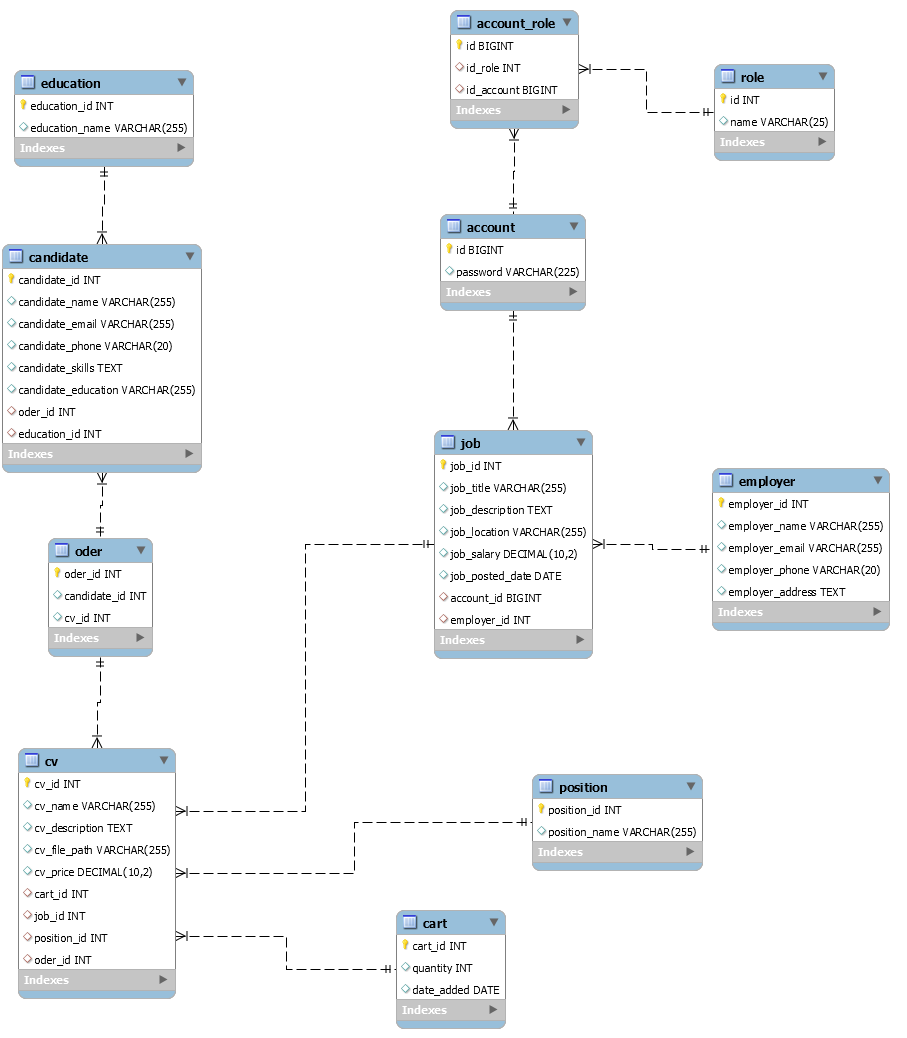 account_role
id BIGINT
id_role INT
id_account BIGINT
Indexes
role
id INT
name VARCHAR(25)
Indexes
education
education_id INT
education_name VARCHAR(255)
Indexes
account
id BIGINT
password VARCHAR(225)
Indexes
candidate
candidate_id INT
candidate_name VARCHAR(255)
candidate_email VARCHAR(255)
candidate_phone VARCHAR(20)
candidate_skills TEXT
candidate_education VARCHAR(255)
oder_id INT
education_id INT
Indexes
job
job_id INT
job_title VARCHAR(255)
job_description TEXT
job_location VARCHAR(255)
job_salary DECIMAL(10,2)
job_posted_date DATE
account_id BIGINT
employer_id INT
Indexes
employer
employer_id INT
employer_name VARCHAR(255)
employer_email VARCHAR(255)
employer_phone VARCHAR(20)
employer_address TEXT
Indexes
oder
oder_id INT
candidate_id INT
cv_id INT
Indexes
cv
cv_id INT
cv_name VARCHAR(255)
cv_description TEXT
cv_file_path VARCHAR(255)
cv_price DECIMAL(10,2)
cart_id INT
job_id INT
position_id INT
oder_id INT
Indexes
position
position_id INT
position_name VARCHAR(255)
Indexes
cart
cart_id INT
quantity INT
date_added DATE
Indexes